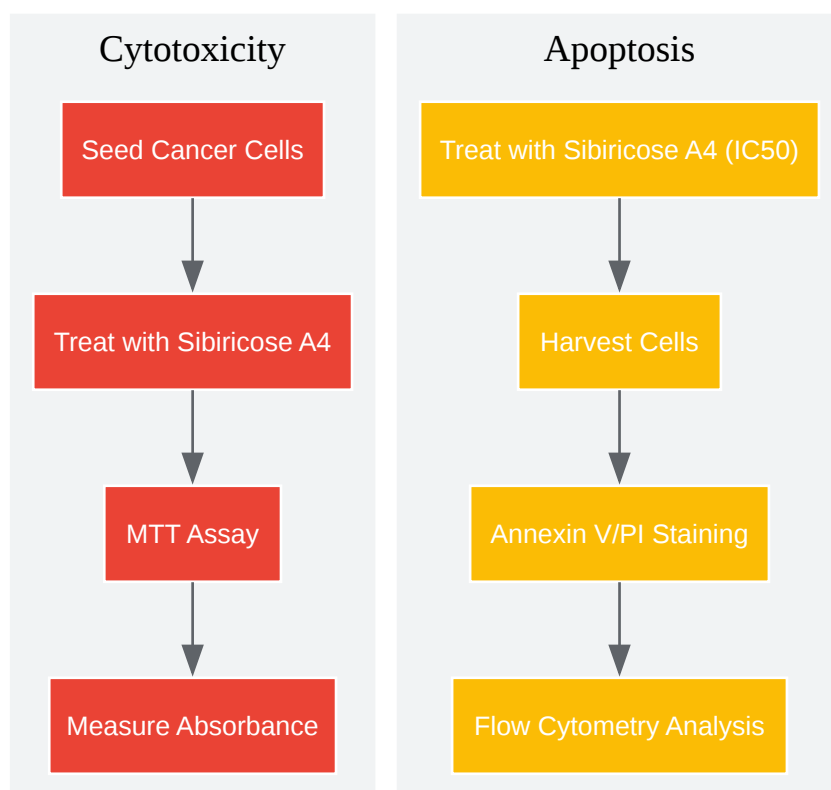 Cytotoxicity
Seed Cancer Cells
Treat with Sibiricose A4
MTT Assay
Measure Absorbance
Apoptosis
Treat with Sibiricose A4 (IC50)
Harvest Cells
Annexin V/PI Staining
Flow Cytometry Analysis